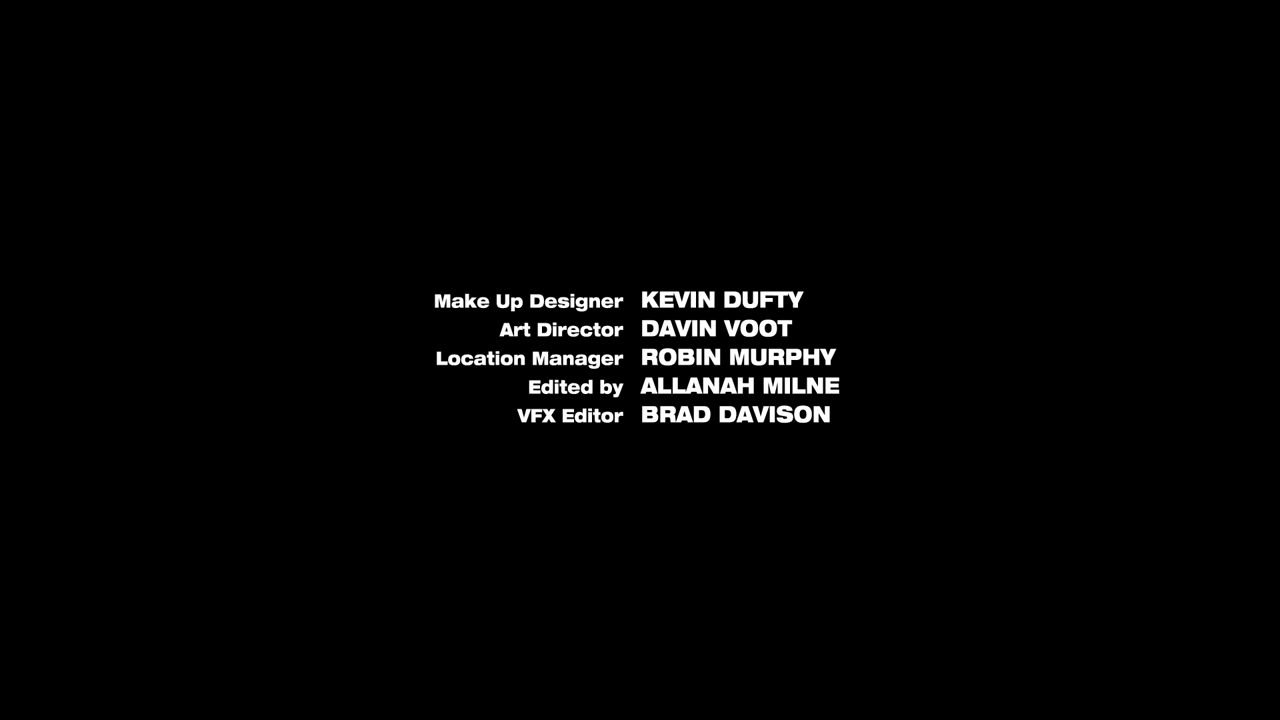 Make Up Designer KEVIN DUFTY
Art Director DAVIN VOOT
Location Manager ROBIN MURPHY
Edited by ALLANAH MILNE
VFX Editor BRAD DAVISON